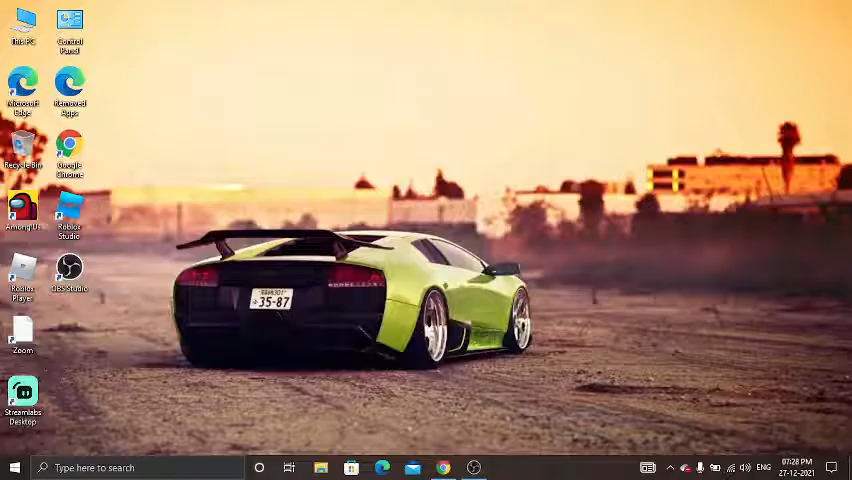 This PC
Control
Panel
Microsoft
Edge
Removed
Apps
Recycle Bin
Google
Chrome
Among Us
Roblox
Studio
Roblox
Player
OBS Studio
Zoom
Streamlabs
Desktop
35-87
Type here to search
ENG
07:28 PM
27-12-2021